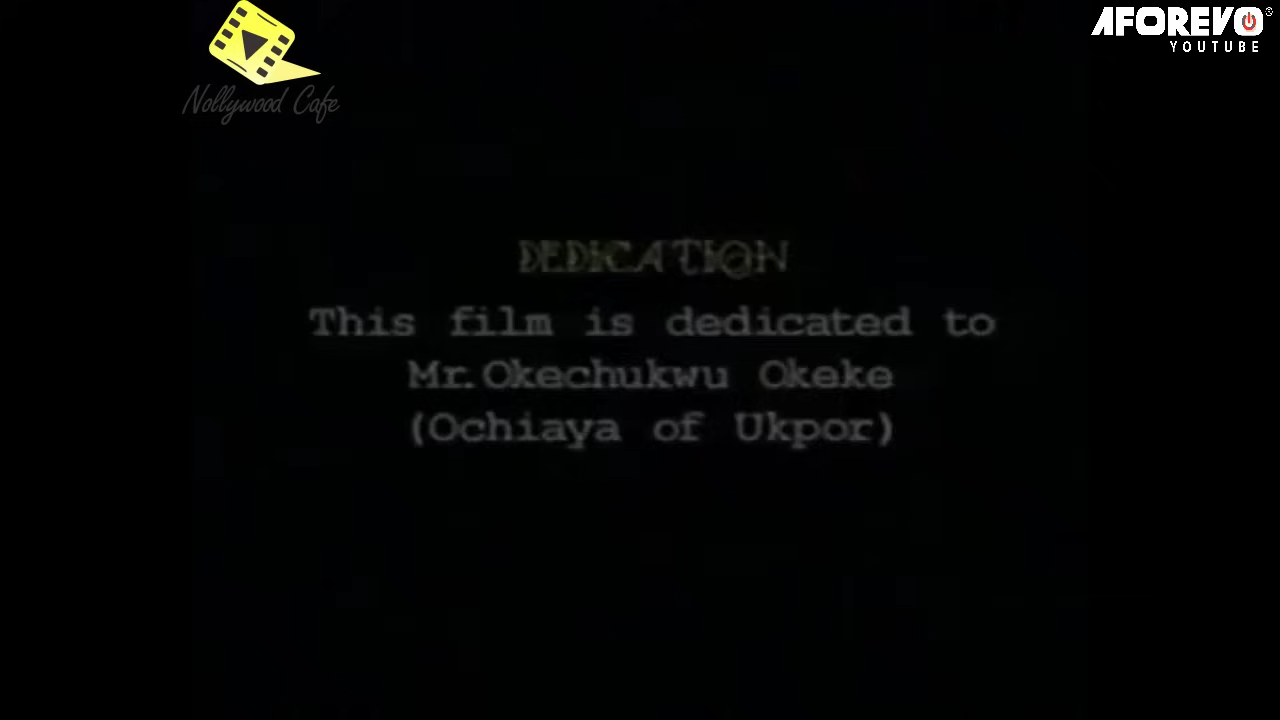 AFOREVO
YOUTUBE
Nollywood Cafe
DEDICATION
This film is dedicated to
Mr. Okechukwu Okeke
(Ochiaya of Ukpor)